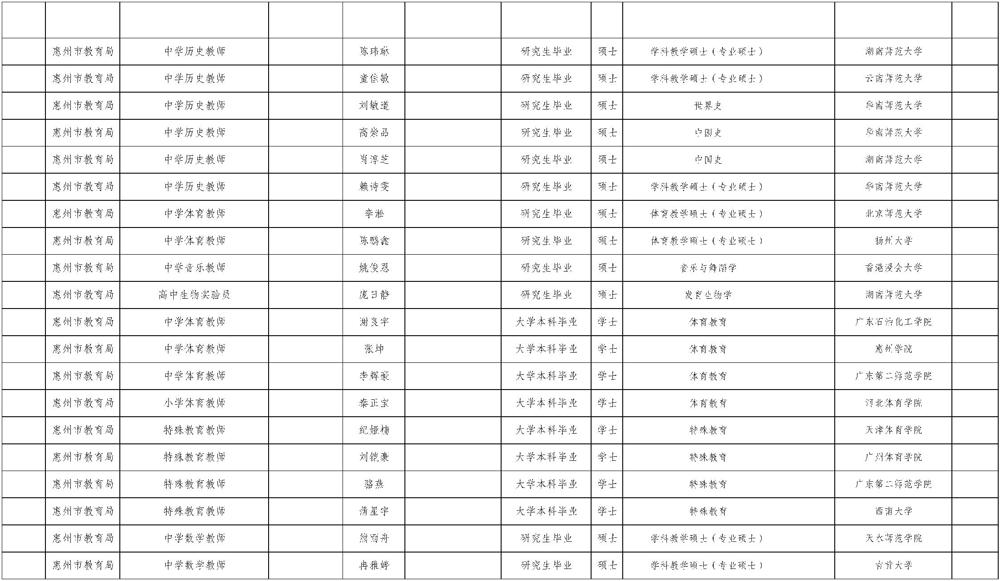 惠州市教育局 中学历史教师 陈玮琳 研究生毕业 硕士 学科教学硕士（专业硕士） 湖南师范大学
惠州市教育局 中学历史教师 童佳敏 研究生毕业 硕士 学科教学硕士（专业硕士） 云南师范大学
惠州市教育局 中学历史教师 刘敏道 研究生毕业 硕士 世界史 华南师范大学
惠州市教育局 中学历史教师 高崇品 研究生毕业 硕士 中国史 华南师范大学
惠州市教育局 中学历史教师 肖淳芝 研究生毕业 硕士 中国史 湖南师范大学
惠州市教育局 中学历史教师 赖诗雯 研究生毕业 硕士 学科教学硕士（专业硕士） 华南师范大学
惠州市教育局 中学体育教师 李淞 研究生毕业 硕士 体育教学硕士（专业硕士） 北京师范大学
惠州市教育局 中学体育教师 陈鸭鑫 研究生毕业 硕士 体育教学硕士（专业硕士） 扬州大学
惠州市教育局 中学音乐教师 姚俊恩 研究生毕业 硕士 音乐与舞蹈学 香港浸会大学
惠州市教育局 高中生物实验员 庞日静 研究生毕业 硕士 发育生物学 湖南师范大学
惠州市教育局 中学体育教师 谢良宇 大学本科毕业 学士 体育教育 广东石油化工学院
惠州市教育局 中学体育教师 张坤 大学本科毕业 学士 体育教育 惠州学院
惠州市教育局 中学体育教师 李辉豪 大学本科毕业 学士 体育教育 广东第二师范学院
惠州市教育局 小学体育教师 秦正宝 大学本科毕业 学士 体育教育 河北体育学院
惠州市教育局 特殊教育教师 纪娅楠 大学本科毕业 学士 特殊教育 天津体育学院
惠州市教育局 特殊教育教师 刘铠豪 大学本科毕业 学士 特殊教育 广州体育学院
惠州市教育局 特殊教育教师 骆燕 大学本科毕业 学士 特殊教育 广东第二师范学院
惠州市教育局 特殊教育教师 蒲星宇 大学本科毕业 学士 特殊教育 西南大学
惠州市教育局 中学数学教师 熊雨舟 研究生毕业 硕士 学科教学硕士（专业硕士） 天水师范学院
惠州市教育局 中学数学教师 冉雅婷 研究生毕业 硕士 学科教学硕士（专业硕士）